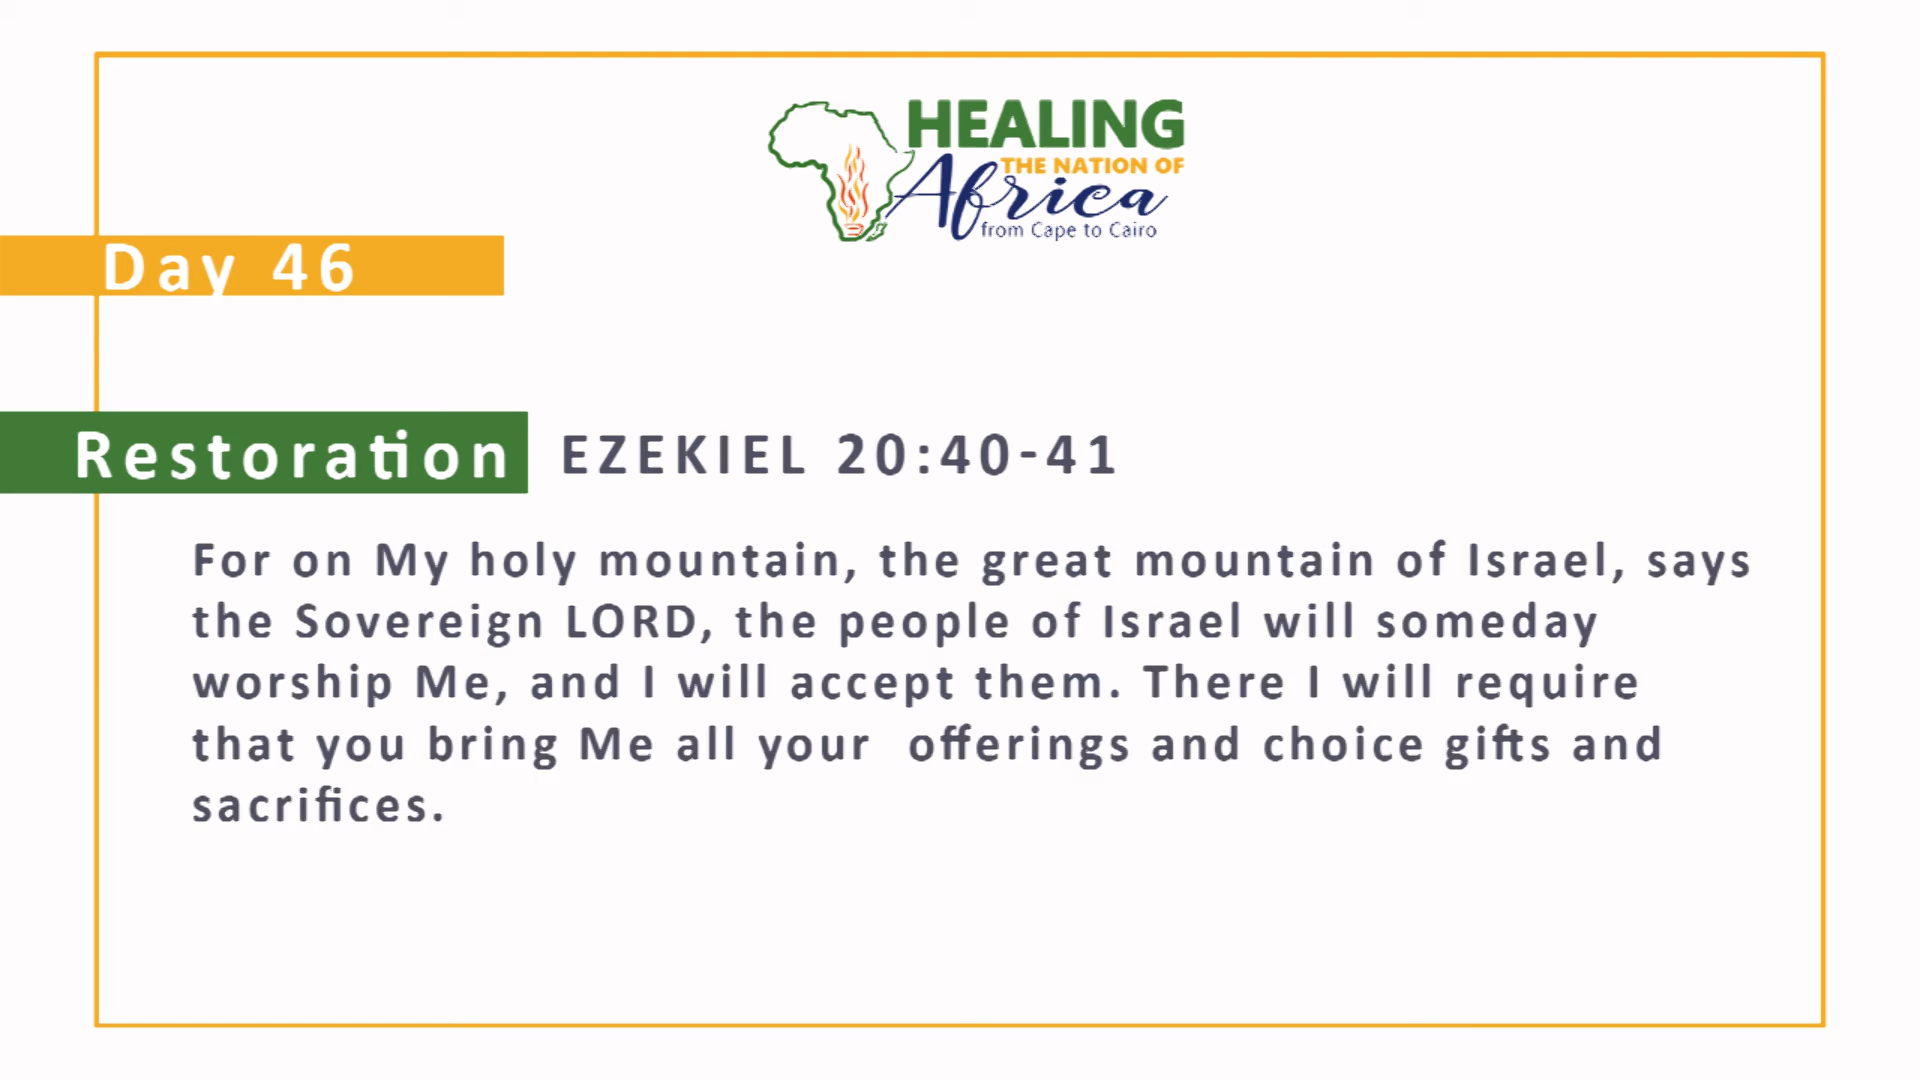 HEALING
THE NATION OF
Africa
from Cape to Cairo
Day 46
Restoration EZEKIEL 20:40-41
For on My holy mountain, the great mountain of Israel, says
the Sovereign LORD, the people of Israel will someday
worship Me, and I will accept them. There I will require
that you bring Me all your  offerings and choice gifts and
sacrifices.